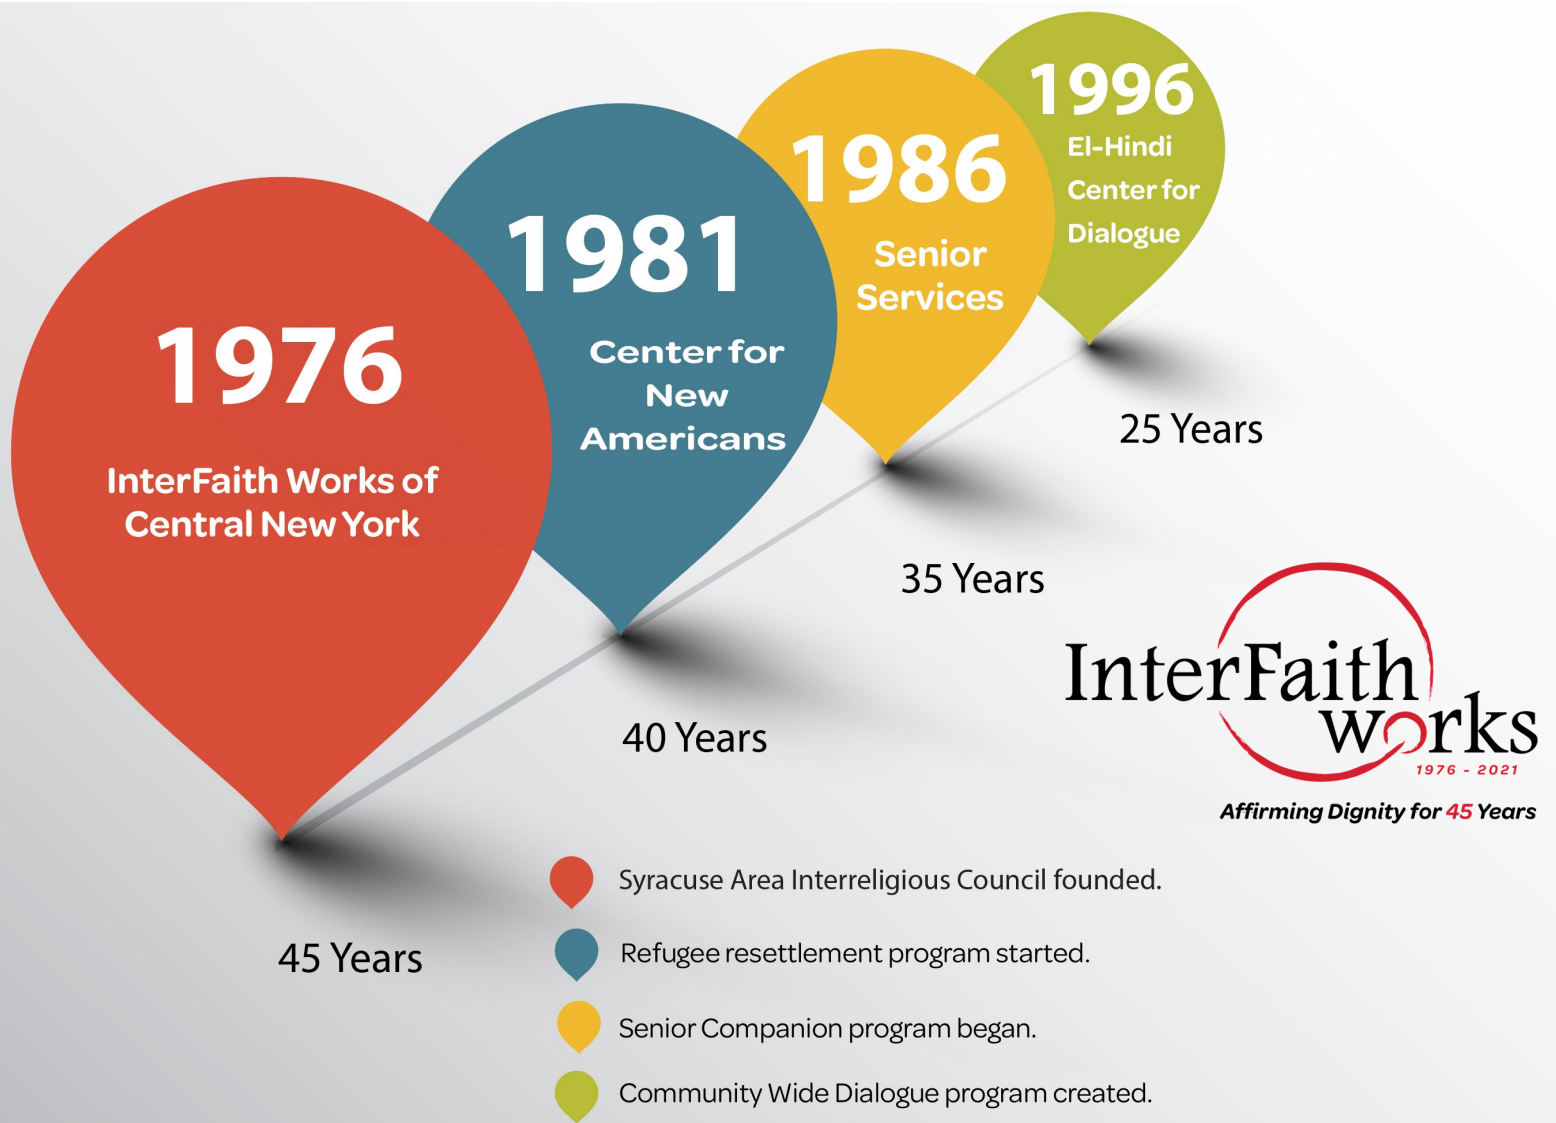 1976
InterFaith Works of
Central New York
45 Years
1981
Center for
New
Americans
40 Years
1986
Senior
Services
35 Years
1996
El-Hindi
Center for
Dialogue
25 Years
InterFaith
works
1976 - 2021
Affirming Dignity for 45 Years
Syracuse Area Interreligious Council founded.
Refugee resettlement program started.
Senior Companion program began.
Community Wide Dialogue program created.